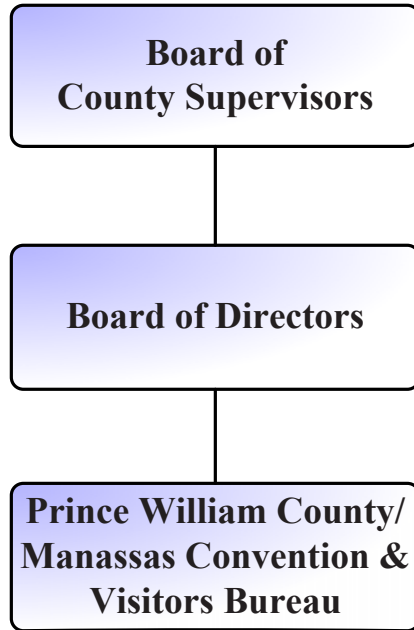 Board of
County Supervisors
Board of Directors
Prince William County/
Manassas Convention &
Visitors Bureau